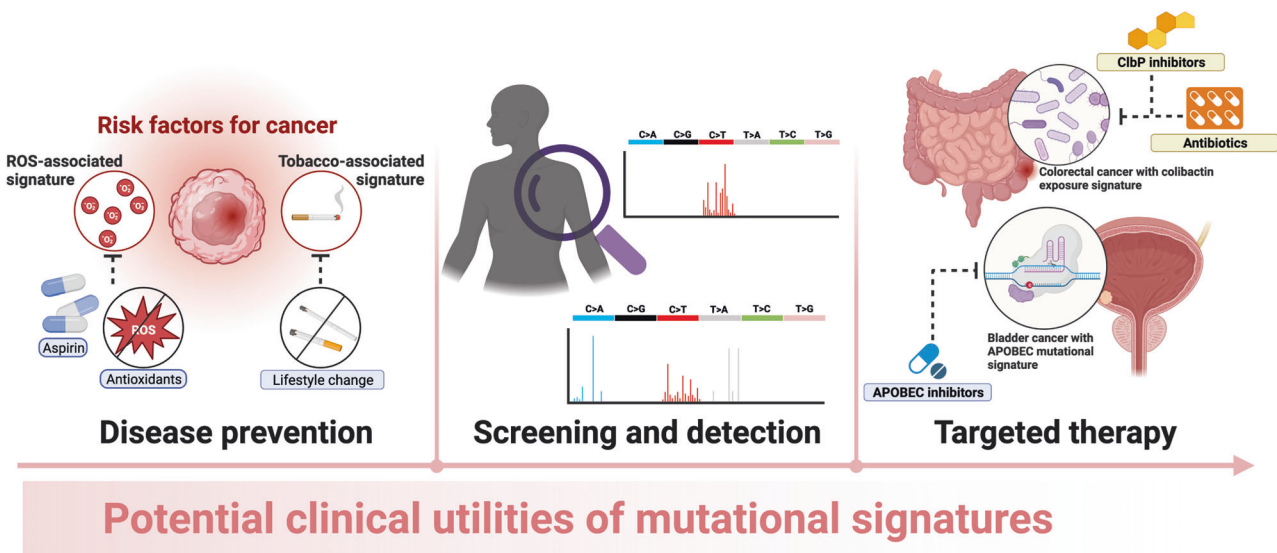 Risk factors for cancer
ROS-associated
signature
Tobacco-associated
signature
ROS
Aspirin
Antioxidants
Lifestyle change
Disease prevention
C>A C>G C>T T>A T>C T>G
C>A C>G C>T T>A T>C T>G
Screening and detection
ClbP inhibitors
Antibiotics
Colorectal cancer with colibactin
exposure signature
Bladder cancer with
APOBEC mutational
signature
APOBEC inhibitors
Targeted therapy
Potential clinical utilities of mutational signatures